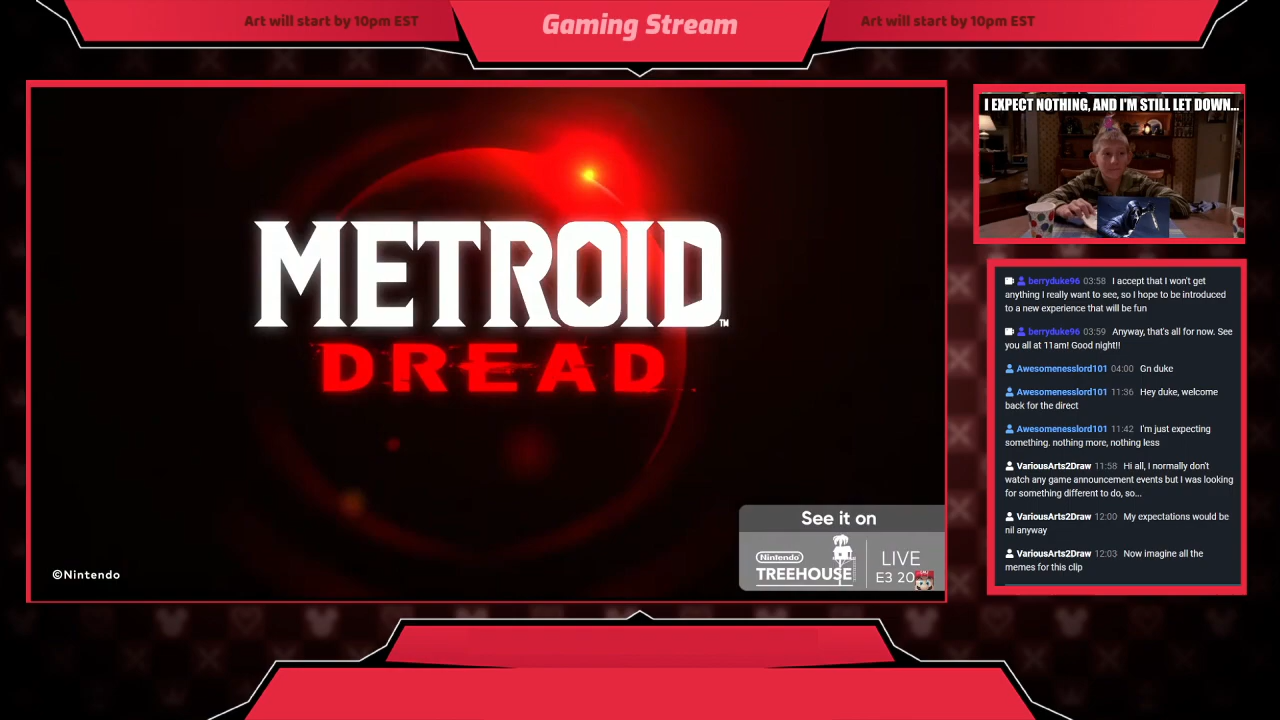 Art will start by 10pm EST
Gaming Stream
Art will start by 10pm EST
METROID
™
DREAD
See it on
Nintendo
TREEHOUSE
LIVE
E3 20
©Nintendo
I EXPECT NOTHING, AND I'M STILL LET DOWN...
berryduke96 03:58 I accept that I won't get
anything I really want to see, so I hope to be introduced
to a new experience that will be fun
berryduke96 03:59 Anyway, that's all for now. See
you all at 11am! Good night!!
Awesomenesslord101 04:00 Gn duke
Awesomenesslord101 11:36 Hey duke, welcome
back for the direct
Awesomenesslord101 11:42 I'm just expecting
something. nothing more, nothing less
VariousArts2Draw 11:58 Hi all, I normally don't
watch any game announcement events but I was looking
for something different to do, so...
VariousArts2Draw 12:00 My expectations would be
nil anyway
VariousArts2Draw 12:03 Now imagine all the
memes for this clip